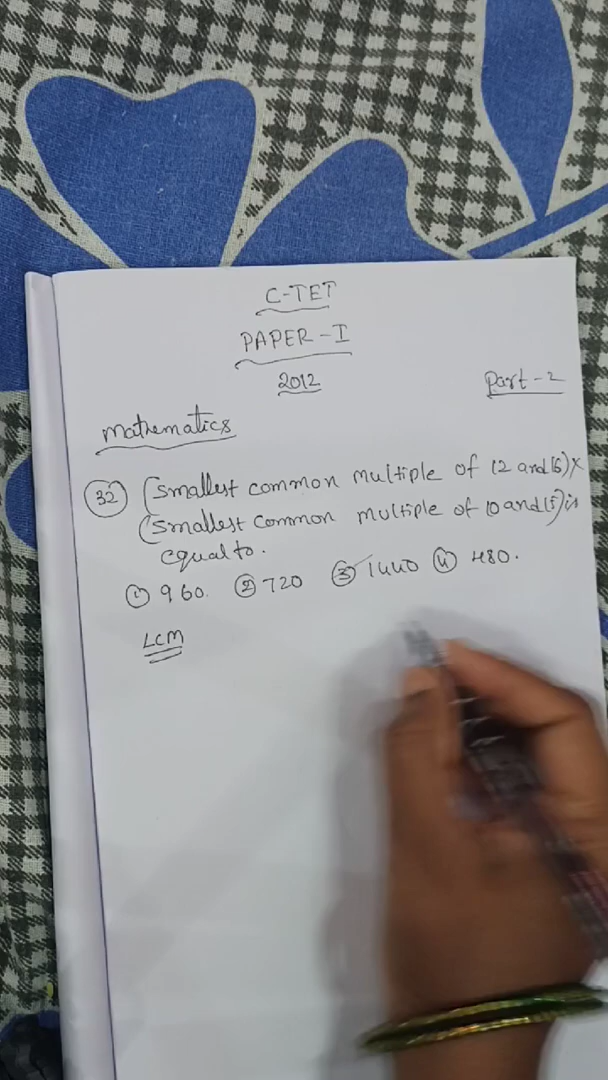 C-TET
PAPER-I
2012
Part-2
Mathematics
32 (smallest common multiple of 12 and 16)×
(smallest common multiple of 10 and 15) is
equal to.
1 960. 2 720 3 1440 4 480.
LCM